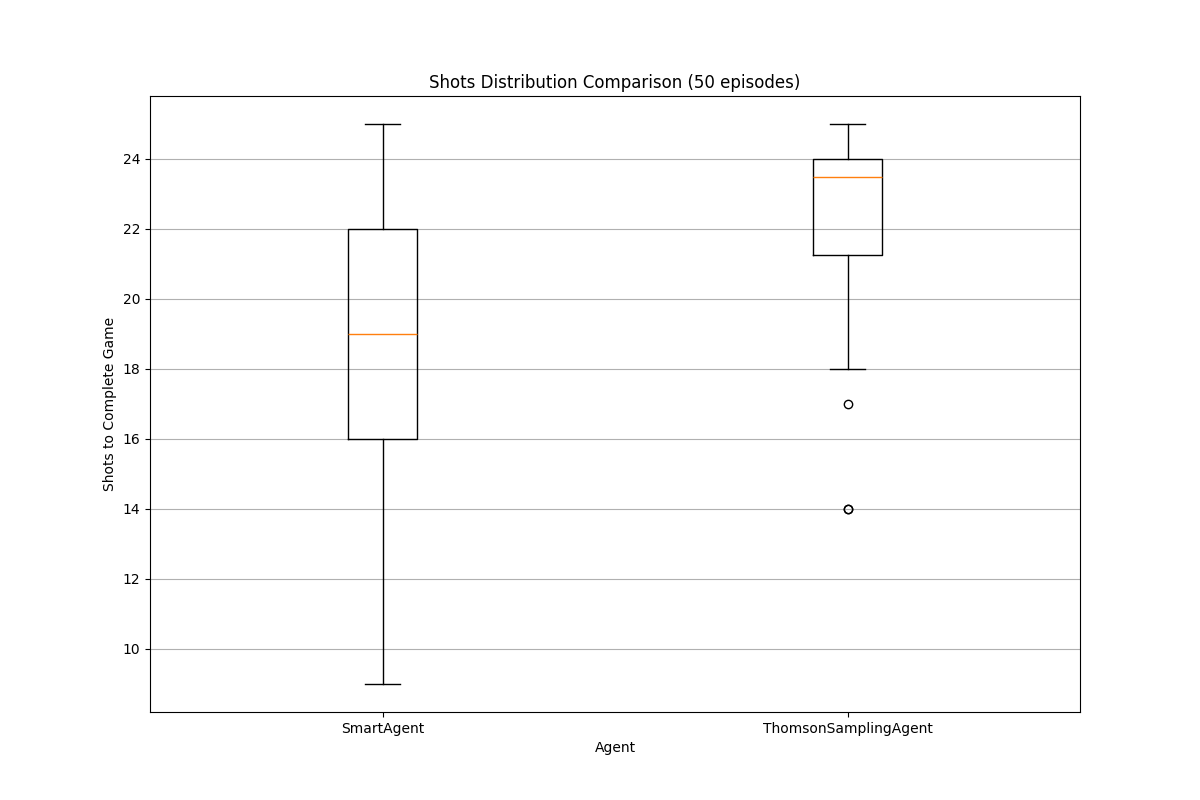 Shots Distribution Comparison (50 episodes)
Shots to Complete Game
24
22
20
18
16
14
12
10
SmartAgent
ThomsonSamplingAgent
Agent